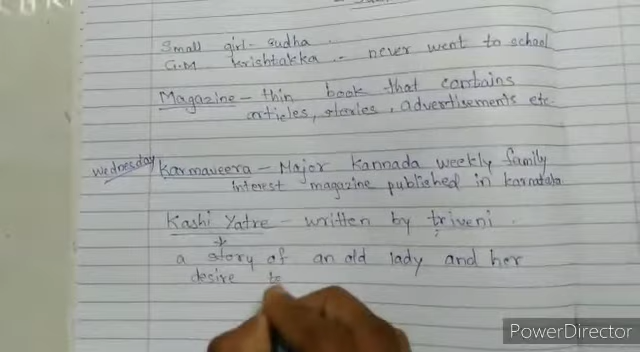 Small girl - Sudha
G.M Krishtakka - never went to school
Magazine - thin book that contains
articles, stories, advertisements etc.
Wednesday Karmaveera - Major Kannada weekly family
interest magazine published in Karnataka
Kashi Yatre - written by triveni
a story of an old lady and her
desire to
PowerDirector